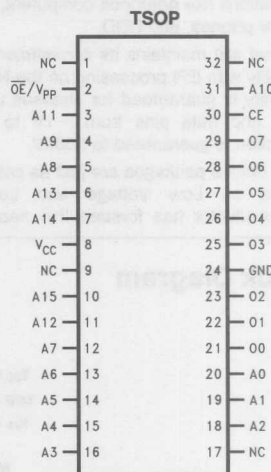 TSOP
NC 1 32 NC
OE/VPP 2 31 A10
A11 3 30 CE
A9 4 29 O7
A8 5 28 O6
A13 6 27 O5
A14 7 26 O4
VCC 8 25 O3
NC 9 24 GND
A15 10 23 O2
A12 11 22 O1
A7 12 21 O0
A6 13 20 A0
A5 14 19 A1
A4 15 18 A2
A3 16 17 NC